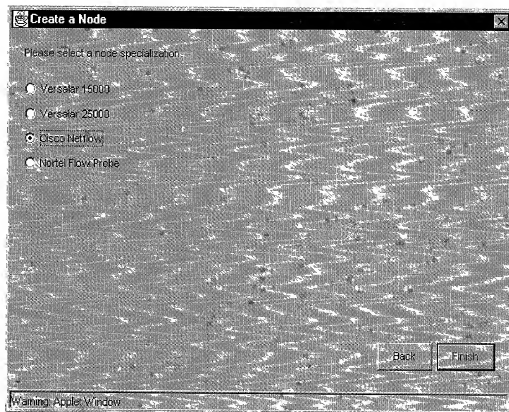 Create a Node
Please select a node specialization.
Versalar 15000
Versalar 25000
Cisco Netflow
Nortel Flow Probe
Back Finish
Warning: Applet Window